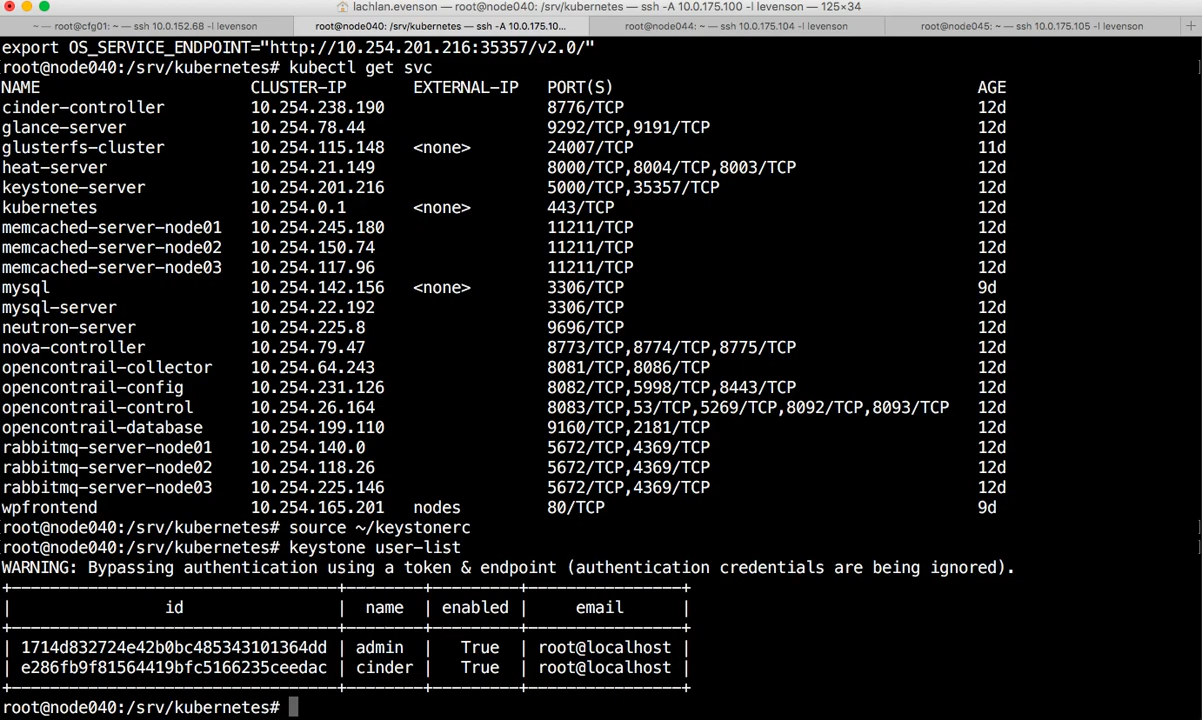 lachlan.evenson — root@node040: /srv/kubernetes — ssh -A 10.0.175.100 -l levenson — 125×34
~ — root@cfg01: ~ — ssh 10.0.152.68 -l levenson
root@node040: /srv/kubernetes — ssh -A 10.0.175.10...
root@node044: ~ — ssh -A 10.0.175.104 -l levenson
root@node045: ~ — ssh -A 10.0.175.105 -l levenson
export OS_SERVICE_ENDPOINT="http://10.254.201.216:35357/v2.0/"
[root@node040:/srv/kubernetes# kubectl get svc ]
NAME CLUSTER-IP EXTERNAL-IP PORT(S) AGE
cinder-controller 10.254.238.190 8776/TCP 12d
glance-server 10.254.78.44 9292/TCP,9191/TCP 12d
glusterfs-cluster 10.254.115.148 <none> 24007/TCP 11d
heat-server 10.254.21.149 8000/TCP,8004/TCP,8003/TCP 12d
keystone-server 10.254.201.216 5000/TCP,35357/TCP 12d
kubernetes 10.254.0.1 <none> 443/TCP 12d
memcached-server-node01 10.254.245.180 11211/TCP 12d
memcached-server-node02 10.254.150.74 11211/TCP 12d
memcached-server-node03 10.254.117.96 11211/TCP 12d
mysql 10.254.142.156 <none> 3306/TCP 9d
mysql-server 10.254.22.192 3306/TCP 12d
neutron-server 10.254.225.8 9696/TCP 12d
nova-controller 10.254.79.47 8773/TCP,8774/TCP,8775/TCP 12d
opencontrail-collector 10.254.64.243 8081/TCP,8086/TCP 12d
opencontrail-config 10.254.231.126 8082/TCP,5998/TCP,8443/TCP 12d
opencontrail-control 10.254.26.164 8083/TCP,53/TCP,5269/TCP,8092/TCP,8093/TCP 12d
opencontrail-database 10.254.199.110 9160/TCP,2181/TCP 12d
rabbitmq-server-node01 10.254.140.0 5672/TCP,4369/TCP 12d
rabbitmq-server-node02 10.254.118.26 5672/TCP,4369/TCP 12d
rabbitmq-server-node03 10.254.225.146 5672/TCP,4369/TCP 12d
wpfrontend 10.254.165.201 nodes 80/TCP 9d
[root@node040:/srv/kubernetes# source ~/keystonerc ]
[root@node040:/srv/kubernetes# keystone user-list ]
WARNING: Bypassing authentication using a token & endpoint (authentication credentials are being ignored).
+----------------------------------+--------+---------+----------------+
| id | name | enabled | email |
+----------------------------------+--------+---------+----------------+
| 1714d832724e42b0bc485343101364dd | admin | True | root@localhost |
| e286fb9f81564419bfc5166235ceedac | cinder | True | root@localhost |
+----------------------------------+--------+---------+----------------+
root@node040:/srv/kubernetes#